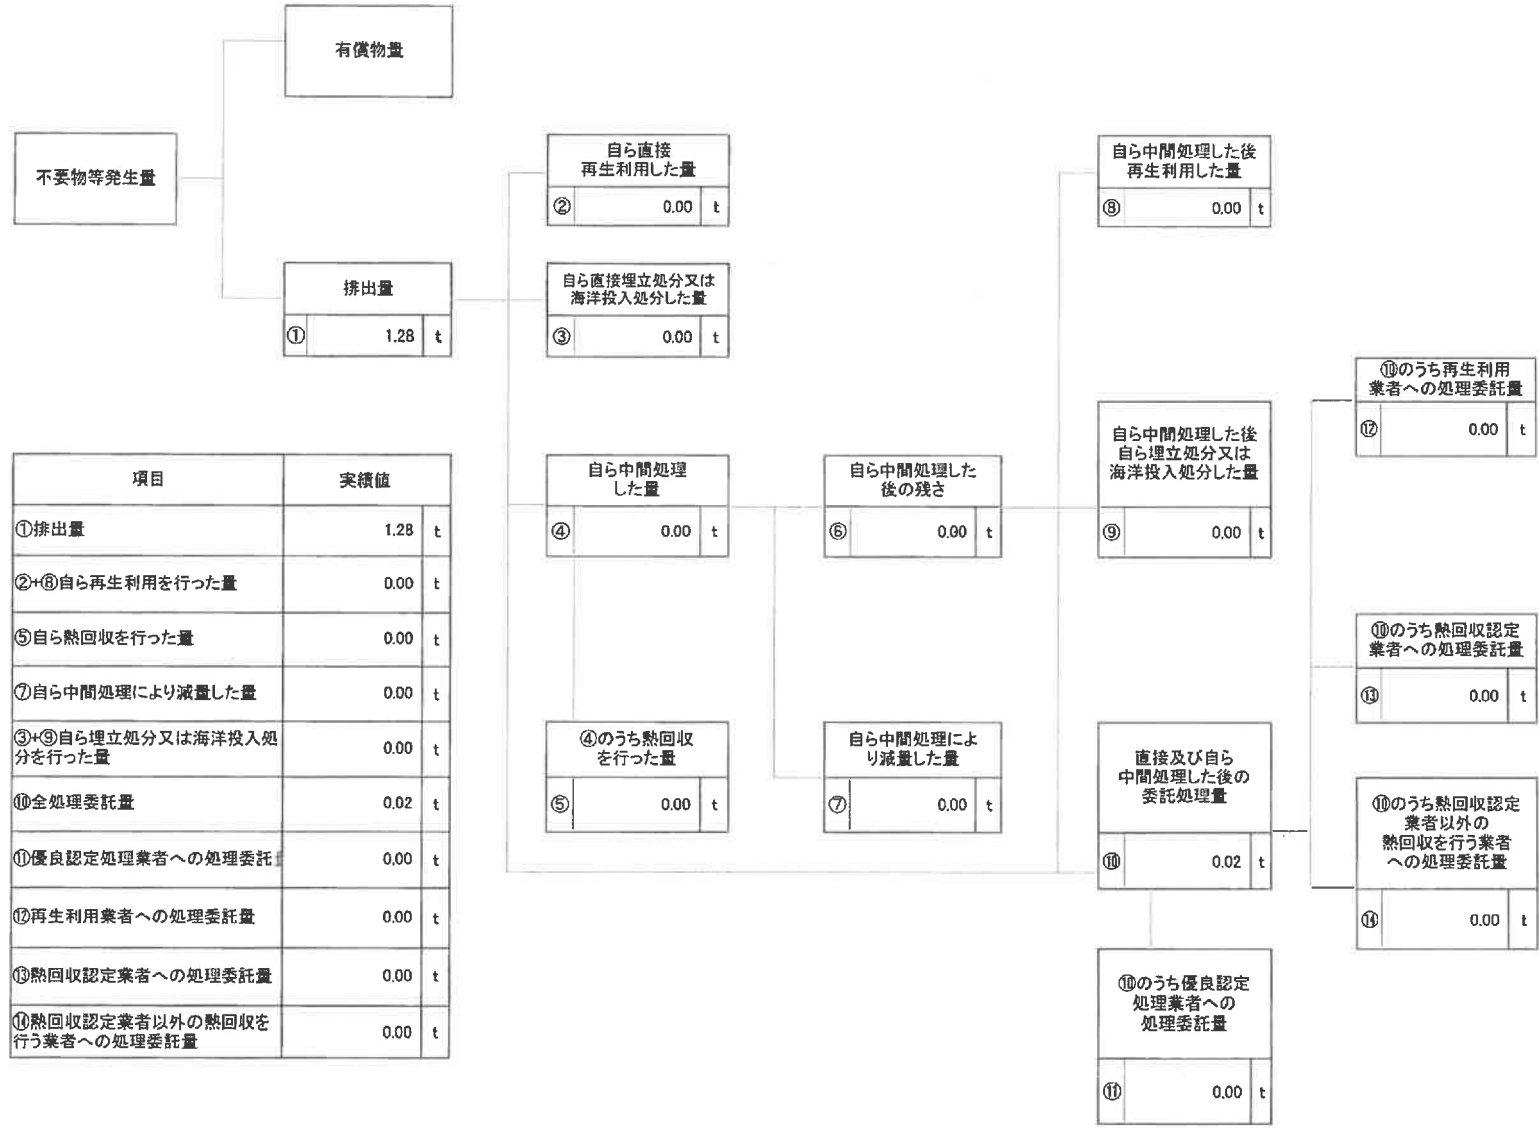 有償物量
不要物等発生量
排出量
① 1.28 t
自ら直接
再生利用した量
② 0.00 t
自ら直接埋立処分又は
海洋投入処分した量
③ 0.00 t
自ら中間処理
した量
④ 0.00 t
④のうち熱回収
を行った量
⑤ 0.00 t
自ら中間処理した
後の残さ
⑥ 0.00 t
自ら中間処理によ
り減量した量
⑦ 0.00 t
自ら中間処理した後
再生利用した量
⑧ 0.00 t
自ら中間処理した後
自ら埋立処分又は
海洋投入処分した量
⑨ 0.00 t
直接及び自ら
中間処理した後の
委託処理量
⑩ 0.02 t
⑩のうち優良認定
処理業者への
処理委託量
⑪ 0.00 t
⑩のうち再生利用
業者への処理委託量
⑫ 0.00 t
⑩のうち熱回収認定
業者への処理委託量
⑬ 0.00 t
⑩のうち熱回収認定
業者以外の
熱回収を行う業者
への処理委託量
⑭ 0.00 t
項目 実績値
①排出量 1.28 t
②+⑧自ら再生利用を行った量 0.00 t
⑤自ら熱回収を行った量 0.00 t
⑦自ら中間処理により減量した量 0.00 t
③+⑨自ら埋立処分又は海洋投入処
分を行った量 0.00 t
⑩全処理委託量 0.02 t
⑪優良認定処理業者への処理委託 0.00 t
⑫再生利用業者への処理委託量 0.00 t
⑬熱回収認定業者への処理委託量 0.00 t
⑭熱回収認定業者以外の熱回収を
行う業者への処理委託量 0.00 t